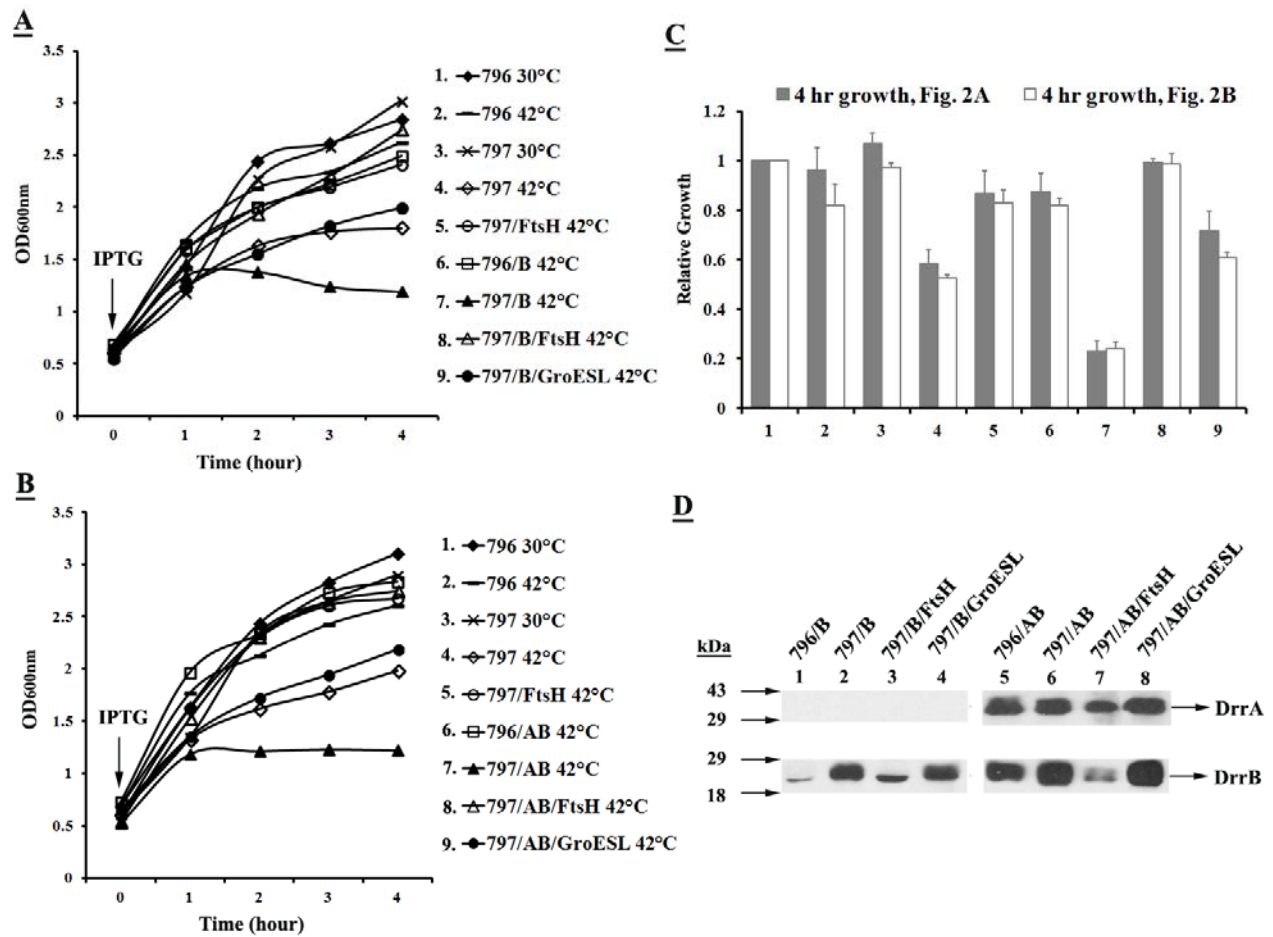 A
3.5
3
2.5
2
1.5
1
0.5
0
OD600nm
IPTG
0 1 2 3 4
Time (hour)
1. 796 30°C
2. 796 42°C
3. 797 30°C
4. 797 42°C
5. 797/FtsH 42°C
6. 796/B 42°C
7. 797/B 42°C
8. 797/B/FtsH 42°C
9. 797/B/GroESL 42°C
B
3.5
3
2.5
2
1.5
1
0.5
0
OD600nm
IPTG
0 1 2 3 4
Time (hour)
1. 796 30°C
2. 796 42°C
3. 797 30°C
4. 797 42°C
5. 797/FtsH 42°C
6. 796/AB 42°C
7. 797/AB 42°C
8. 797/AB/FtsH 42°C
9. 797/AB/GroESL 42°C
C
4 hr growth, Fig. 2A 4 hr growth, Fig. 2B
1.2
1
0.8
0.6
0.4
0.2
0
Relative Growth
1 2 3 4 5 6 7 8 9
D
796/B
797/B
797/B/FtsH
797/B/GroESL
796/AB
797/AB
797/AB/FtsH
797/AB/GroESL
kDa
1 2 3 4 5 6 7 8
43
29
DrrA
29
18
DrrB